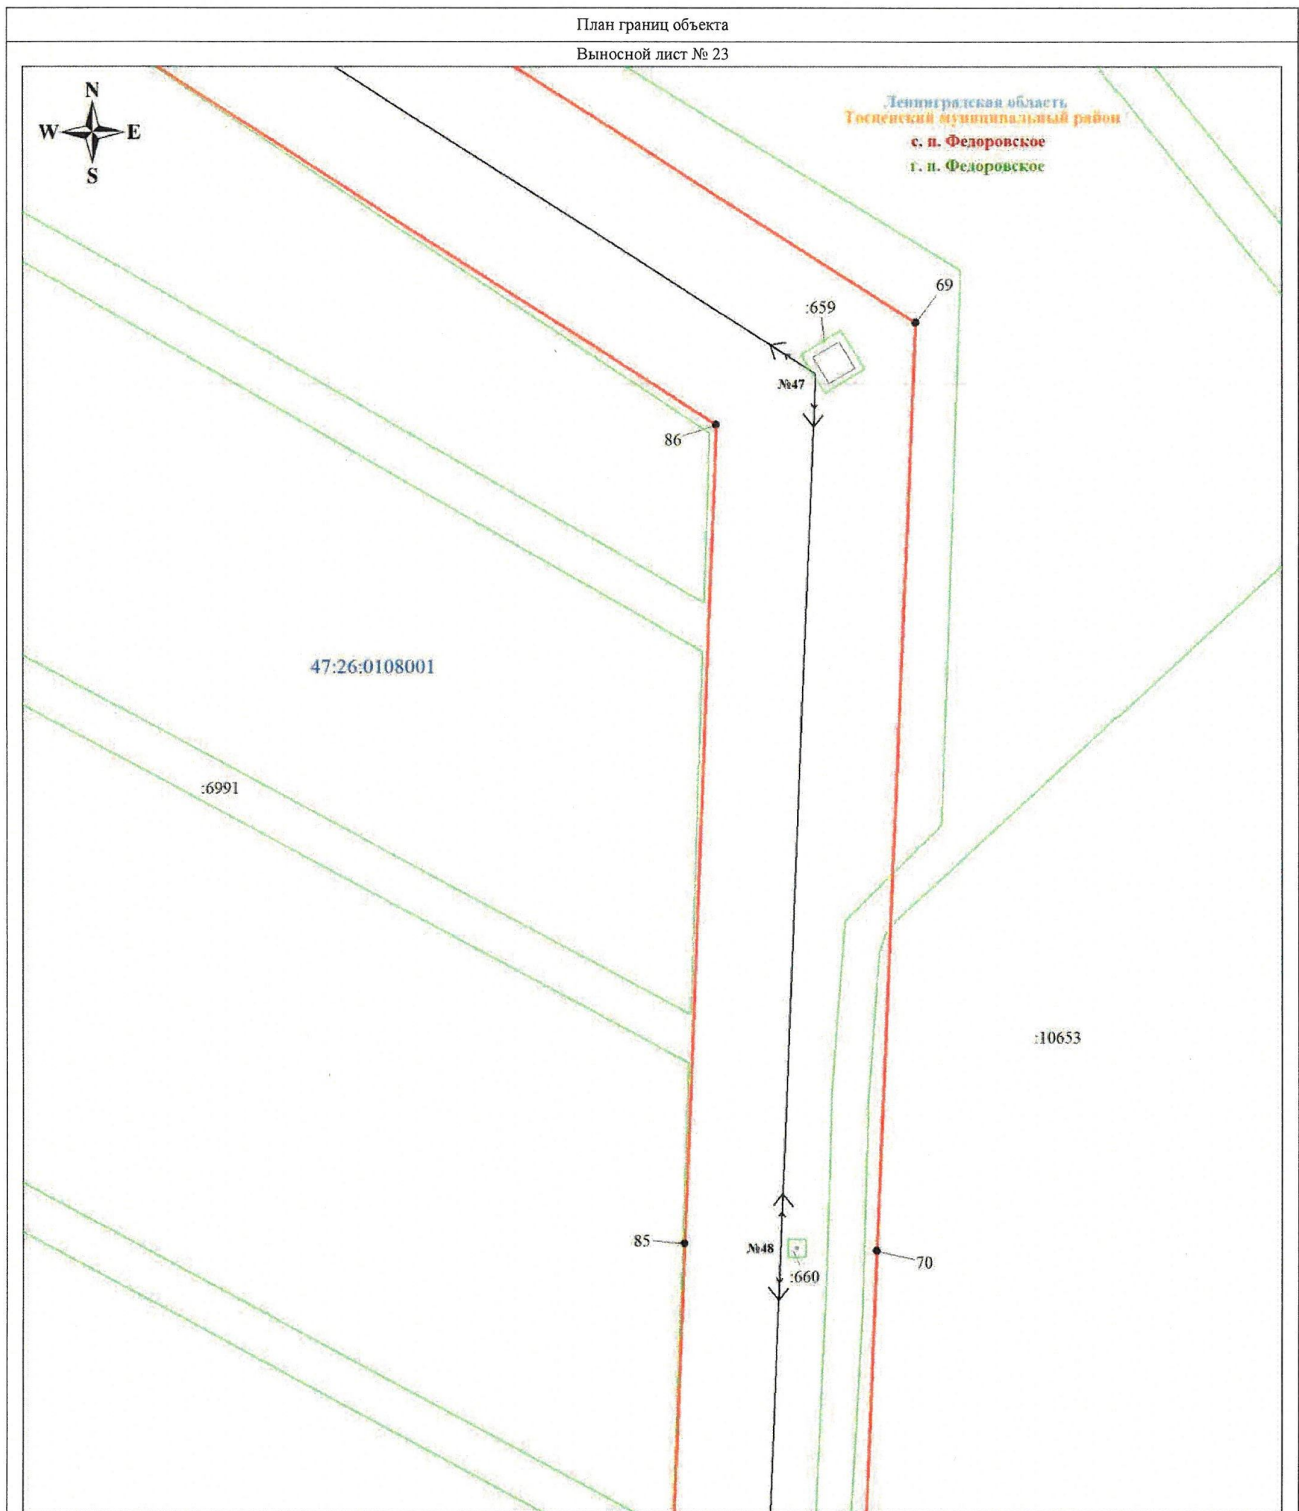 План границ объекта
Выносной лист № 23
N
W E
S
Ленинградская область
Тосненский муниципальный район
с. п. Федоровское
г. п. Федоровское
69
:659
№47
86
47:26:0108001
:6991
:10653
85
№48
:660
70